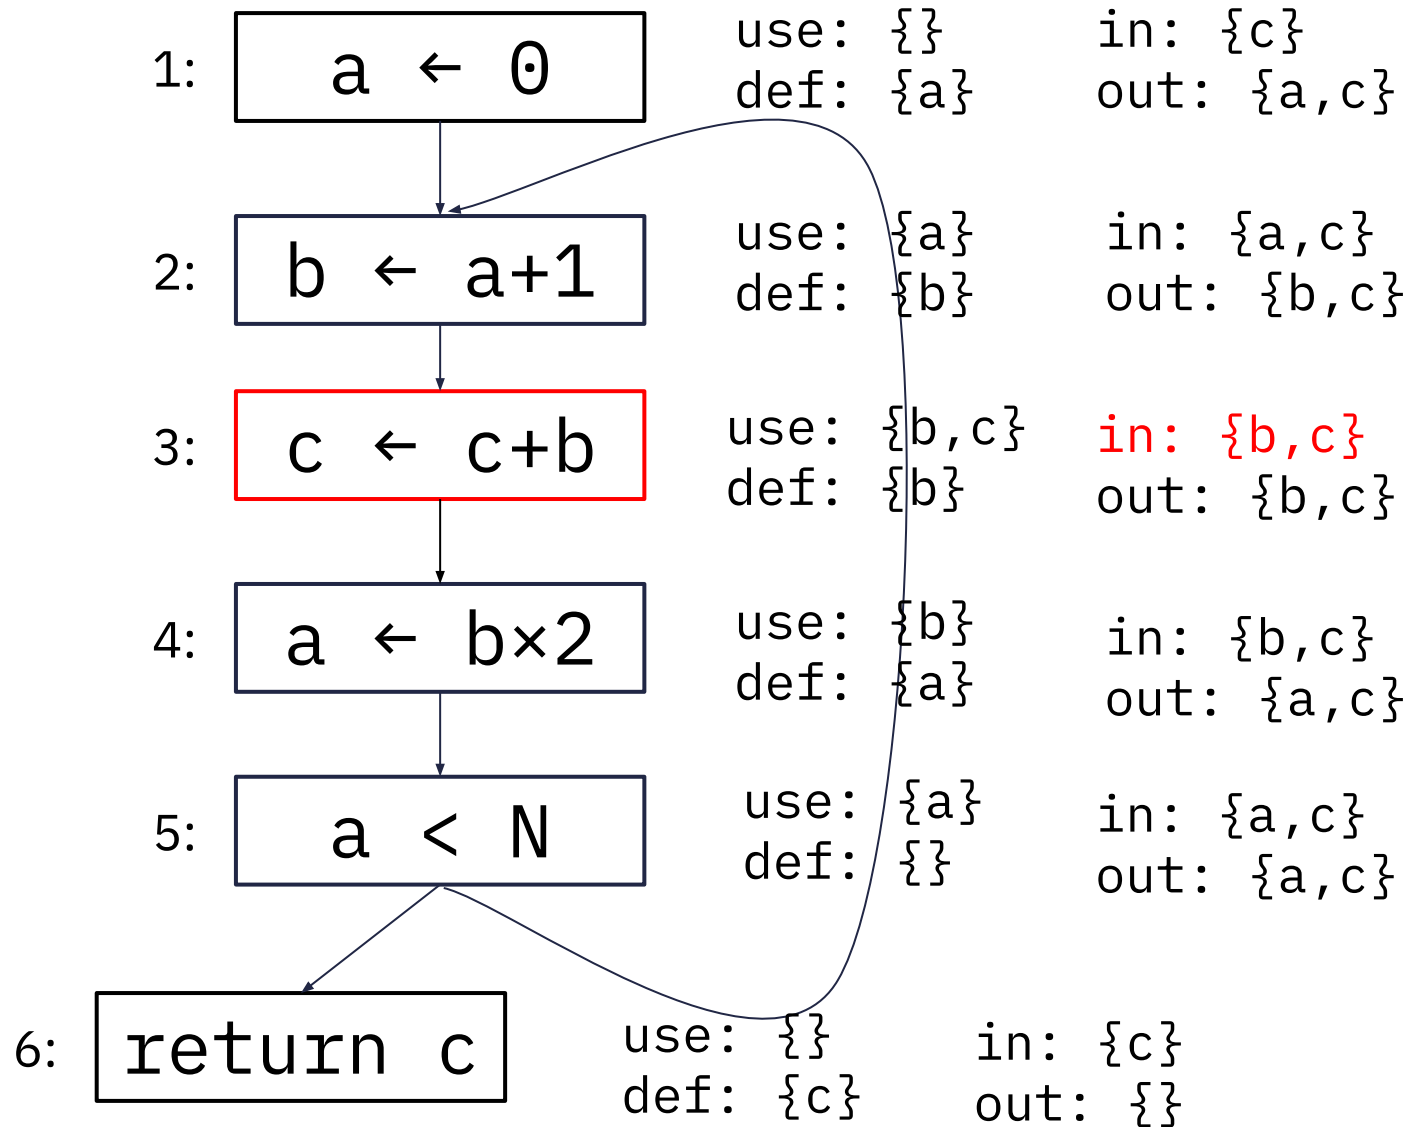 1:
a ← 0
use: {}
def: {a}
in: {c}
out: {a,c}
2:
b ← a+1
use: {a}
def: {b}
in: {a,c}
out: {b,c}
3:
c ← c+b
use: {b,c}
def: {b}
in: {b,c}
out: {b,c}
4:
a ← b×2
use: {b}
def: {a}
in: {b,c}
out: {a,c}
5:
a < N
use: {a}
def: {}
in: {a,c}
out: {a,c}
6:
return c
use: {}
def: {c}
in: {c}
out: {}